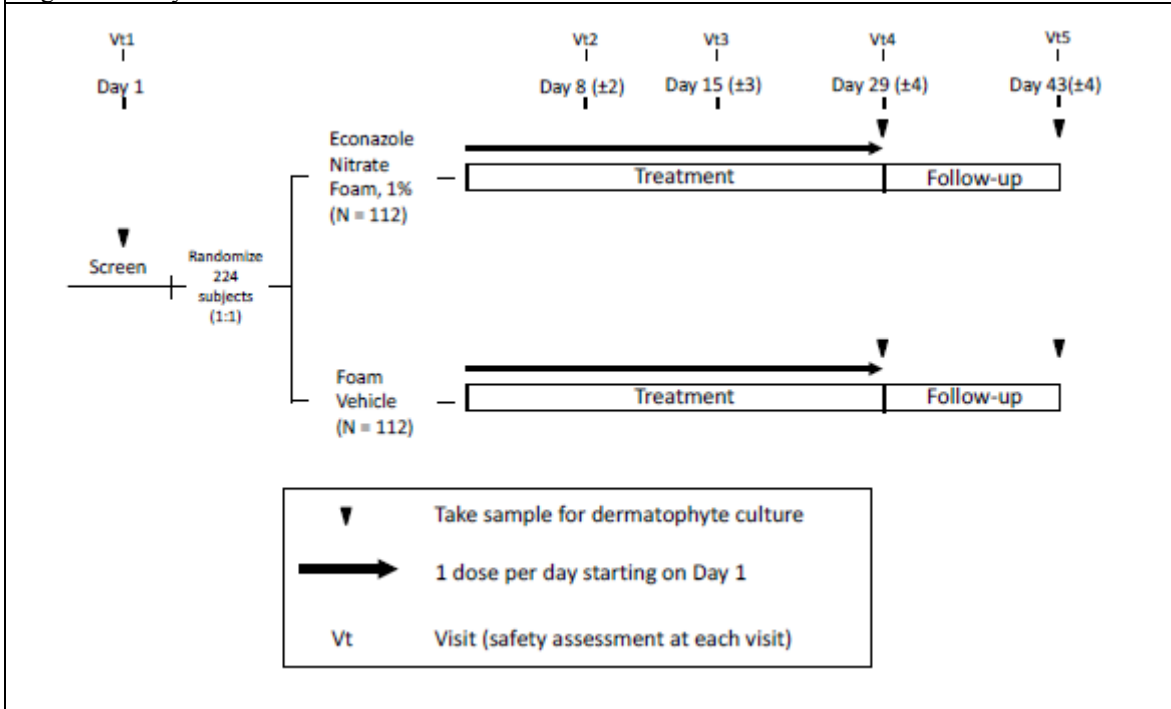 Vt1 Vt2 Vt3 Vt4 Vt5
Day 1 Day 8 (±2) Day 15 (±3) Day 29 (±4) Day 43(±4)
Econazole
Nitrate
Foam, 1%
(N = 112)
Treatment Follow-up
Screen
Randomize
224
subjects
(1:1)
Foam
Vehicle
(N = 112)
Treatment Follow-up
Take sample for dermatophyte culture
1 dose per day starting on Day 1
Vt Visit (safety assessment at each visit)